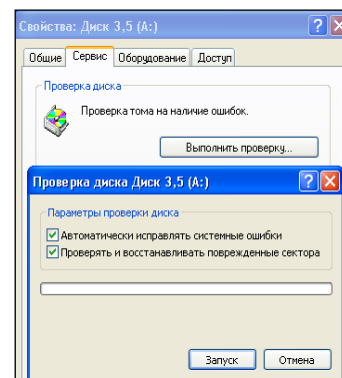 Свойства: Диск 3,5 (A:)
Общие Сервис Оборудование Доступ
Проверка диска
Проверка тома на наличие ошибок.
Выполнить проверку...
Проверка диска Диск 3,5 (A:)
Параметры проверки диска
Автоматически исправлять системные ошибки
Проверять и восстанавливать поврежденные сектора
Запуск Отмена